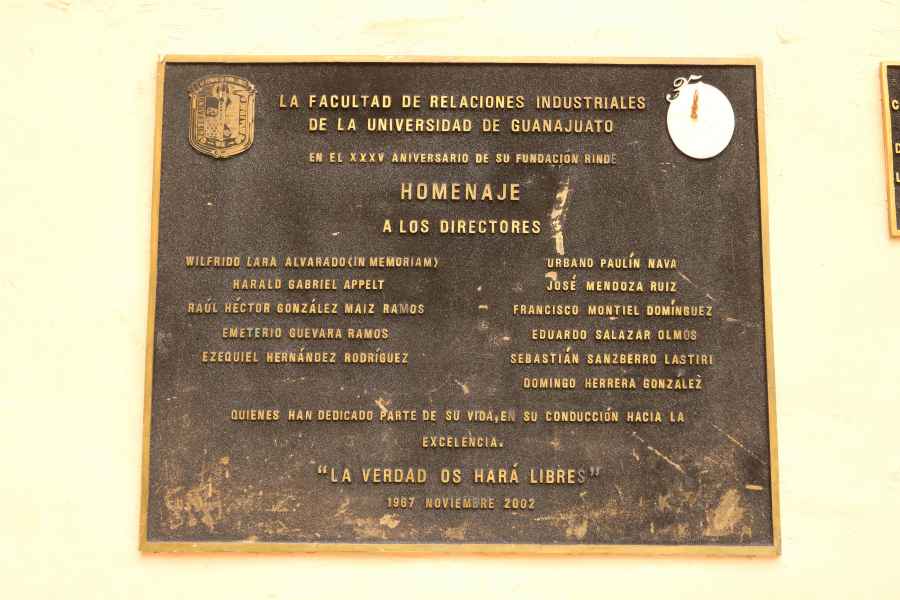 LA FACULTAD DE RELACIONES INDUSTRIALES
DE LA UNIVERSIDAD DE GUANAJUATO
EN EL XXXV ANIVERSARIO DE SU FUNDACION RINDE
HOMENAJE
A LOS DIRECTORES
WILFRIDO LARA ALVARADO (IN MEMORIAM)
HARALD GABRIEL APPELT
RAÚL HÉCTOR GONZÁLEZ MAIZ RAMOS
EMETERIO GUEVARA RAMOS
EZEQUIEL HERNÁNDEZ RODRÍGUEZ
URBANO PAULÍN NAVA
JOSÉ MENDOZA RUIZ
FRANCISCO MONTIEL DOMÍNGUEZ
EDUARDO SALAZAR OLMOS
SEBASTIÁN SANZBERRO LASTIRI
DOMINGO HERRERA GONZÁLEZ
QUIENES HAN DEDICADO PARTE DE SU VIDA, EN SU CONDUCCIÓN HACIA LA
EXCELENCIA.
"LA VERDAD OS HARÁ LIBRES"
1967 NOVIEMBRE 2002